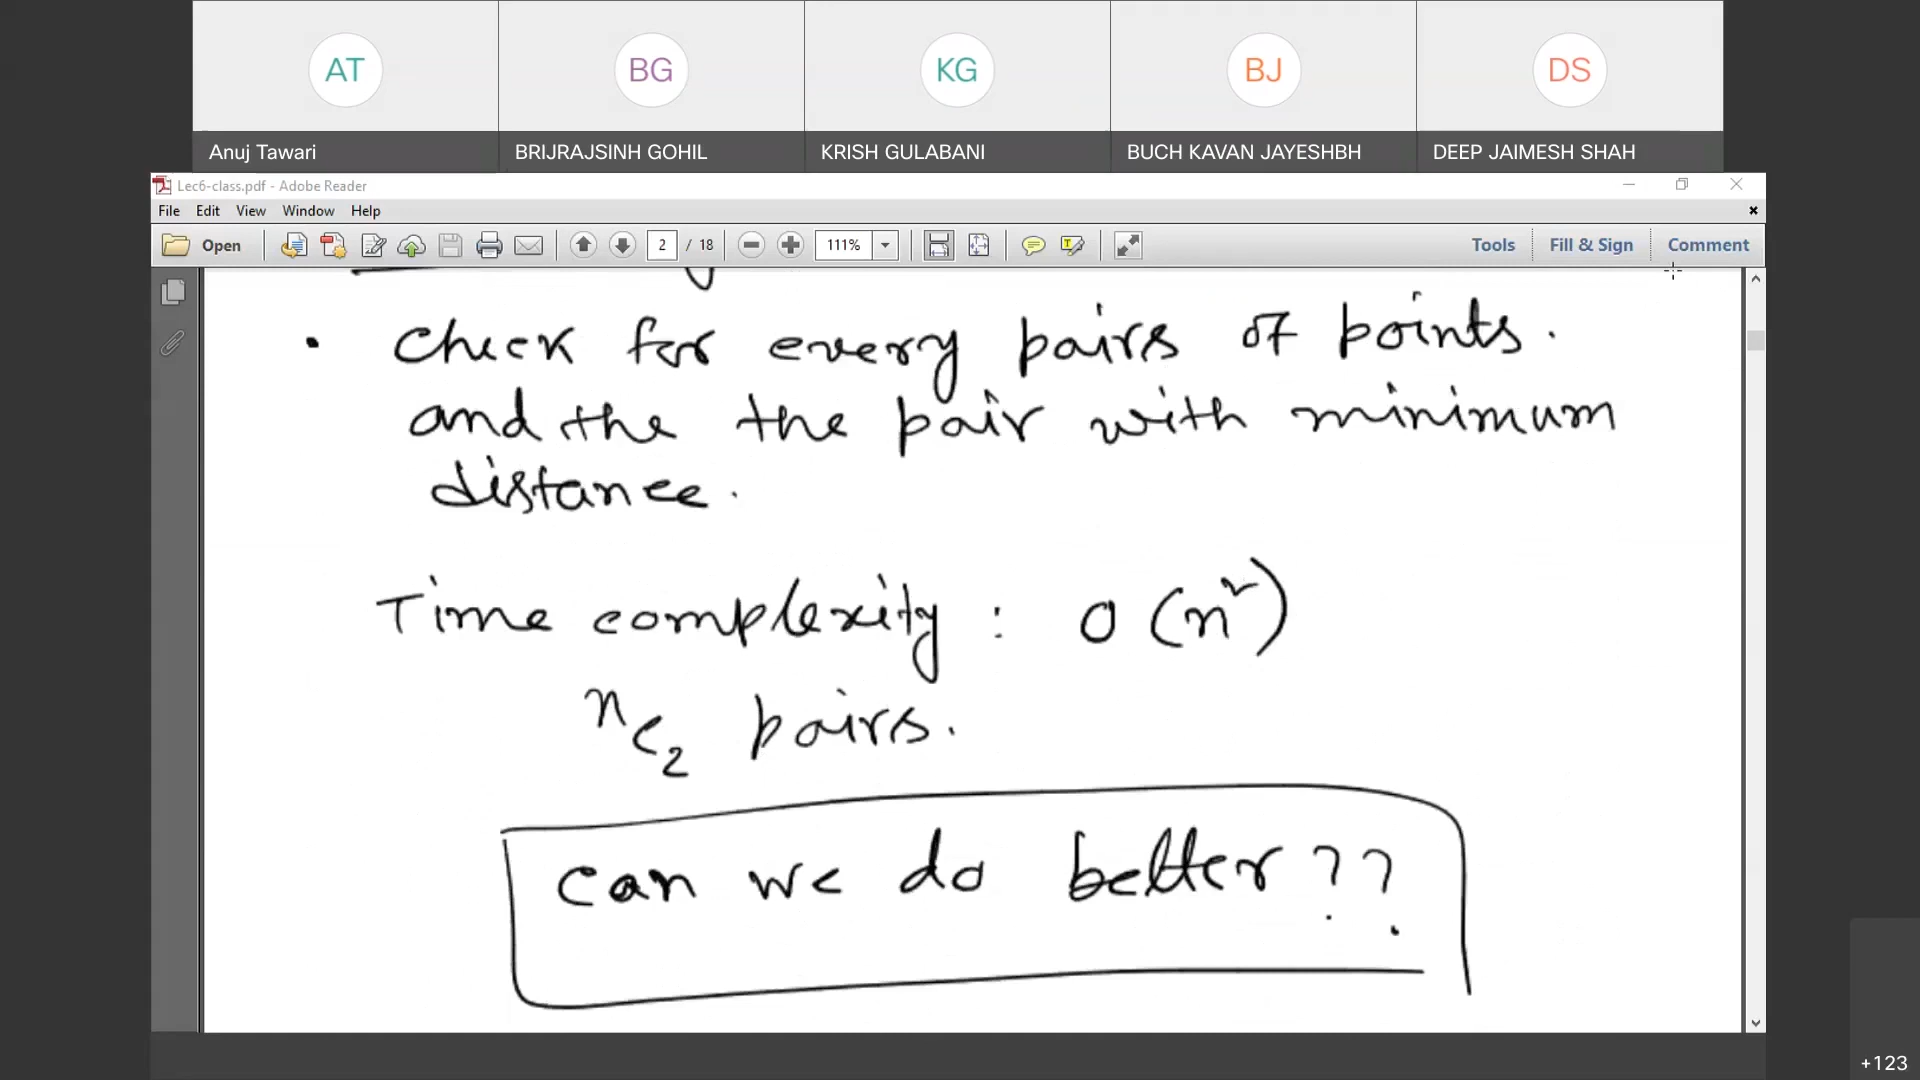 AT
BG
KG
BJ
DS
Anuj Tawari
BRIJRAJSINH GOHIL
KRISH GULABANI
BUCH KAVAN JAYESHBH
DEEP JAIMESH SHAH
Lec6-class.pdf - Adobe Reader
File Edit View Window Help
Open 2 / 18 111% Tools Fill & Sign Comment
• Check for every pairs of points.
and the the pair with minimum
distance.
Time complexity : O(n²)
ⁿC₂ pairs.
can we do better ??
+123